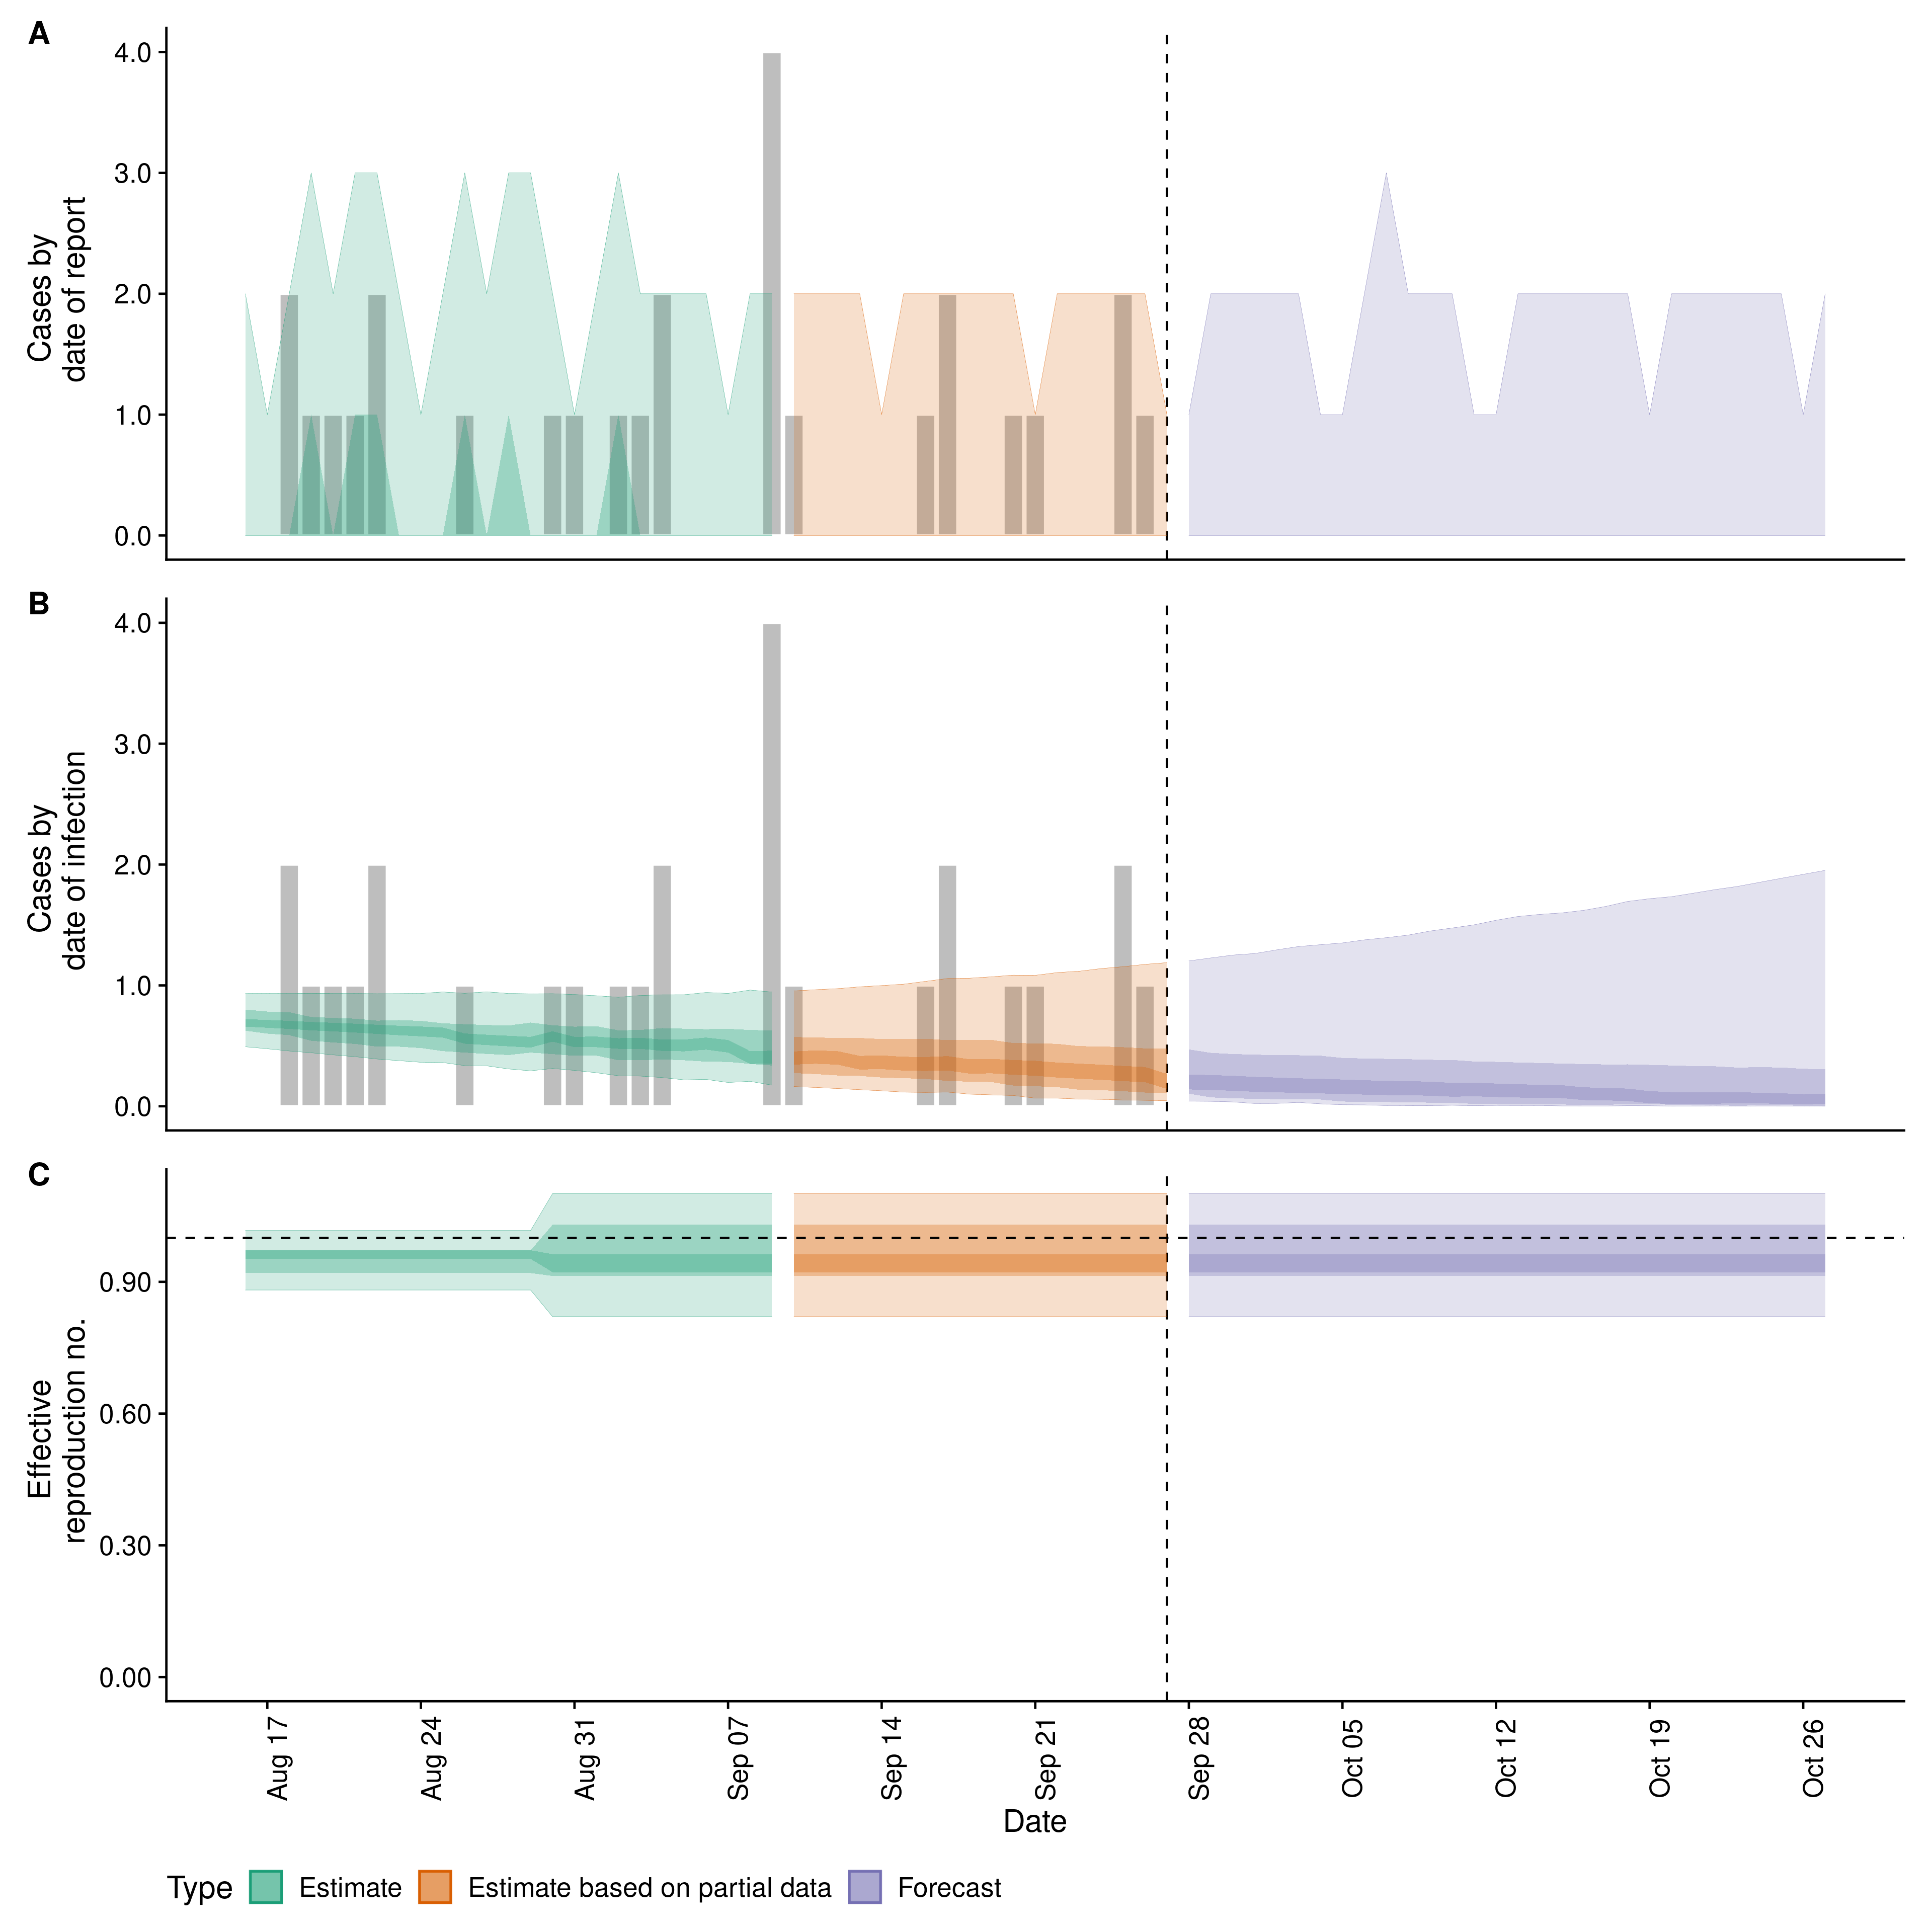 A
Cases by
date of report
4.0
3.0
2.0
1.0
0.0
B
Cases by
date of infection
4.0
3.0
2.0
1.0
0.0
C
Effective
reproduction no.
0.90
0.60
0.30
0.00
Aug 17
Aug 24
Aug 31
Sep 07
Sep 14
Sep 21
Sep 28
Oct 05
Oct 12
Oct 19
Oct 26
Date
Type
Estimate
Estimate based on partial data
Forecast